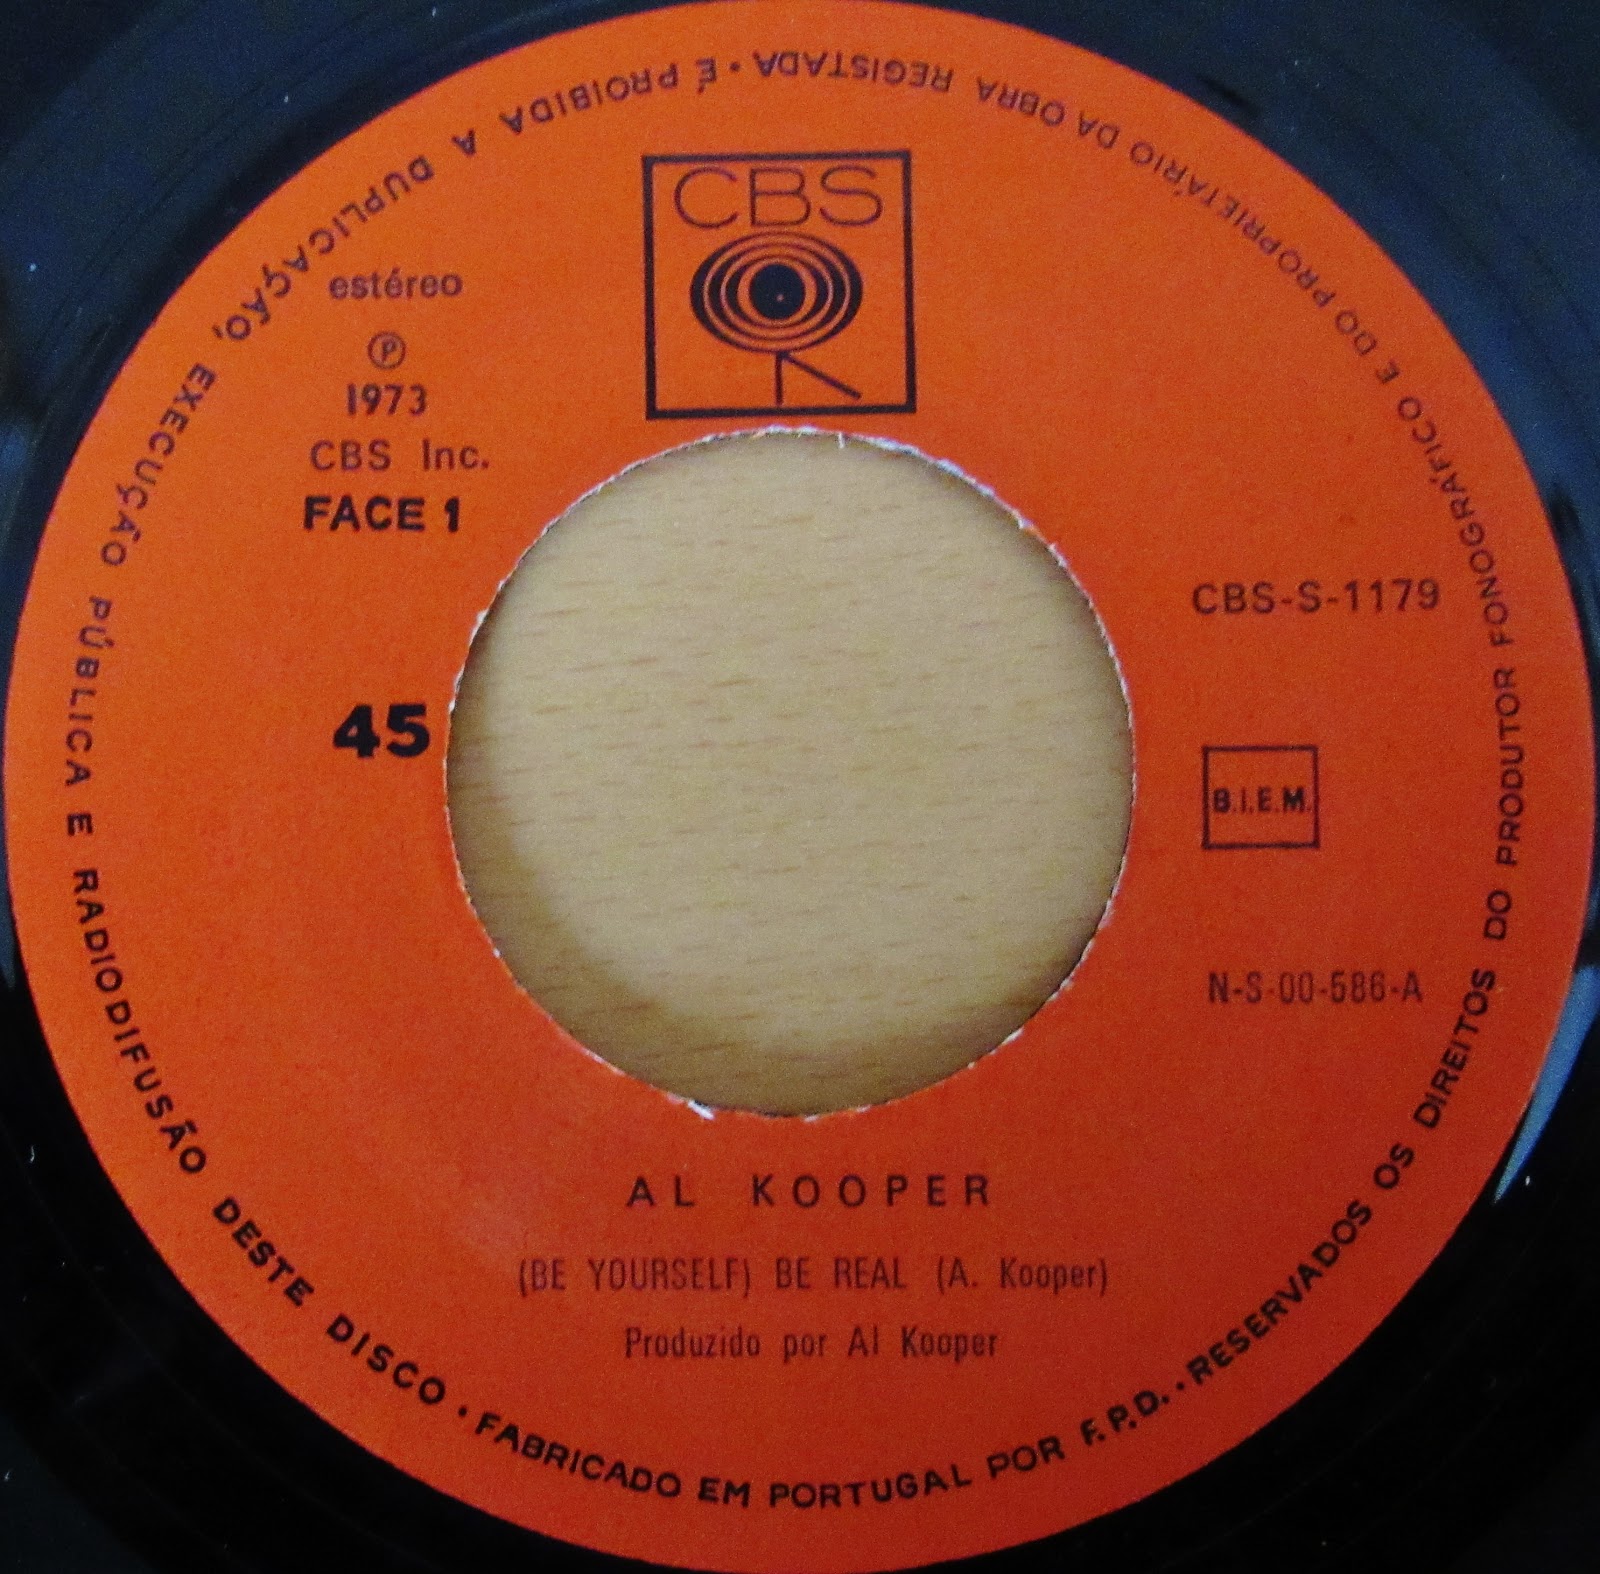 CBS
estéreo
℗
1973
CBS Inc.
FACE 1
45
CBS-S-1179
B.I.E.M.
N-S-00-586-A
AL KOOPER
(BE YOURSELF) BE REAL (A. Kooper)
Produzido por Al Kooper
FABRICADO EM PORTUGAL POR F.P.D. · RESERVADOS OS DIREITOS DO PRODUTOR FONOGRÁFICO E DO PROPRIETÁRIO DA OBRA REGISTADA · É PROIBIDA A DUPLICAÇÃO, EXECUÇÃO PÚBLICA E RADIODIFUSÃO DESTE DISCO ·